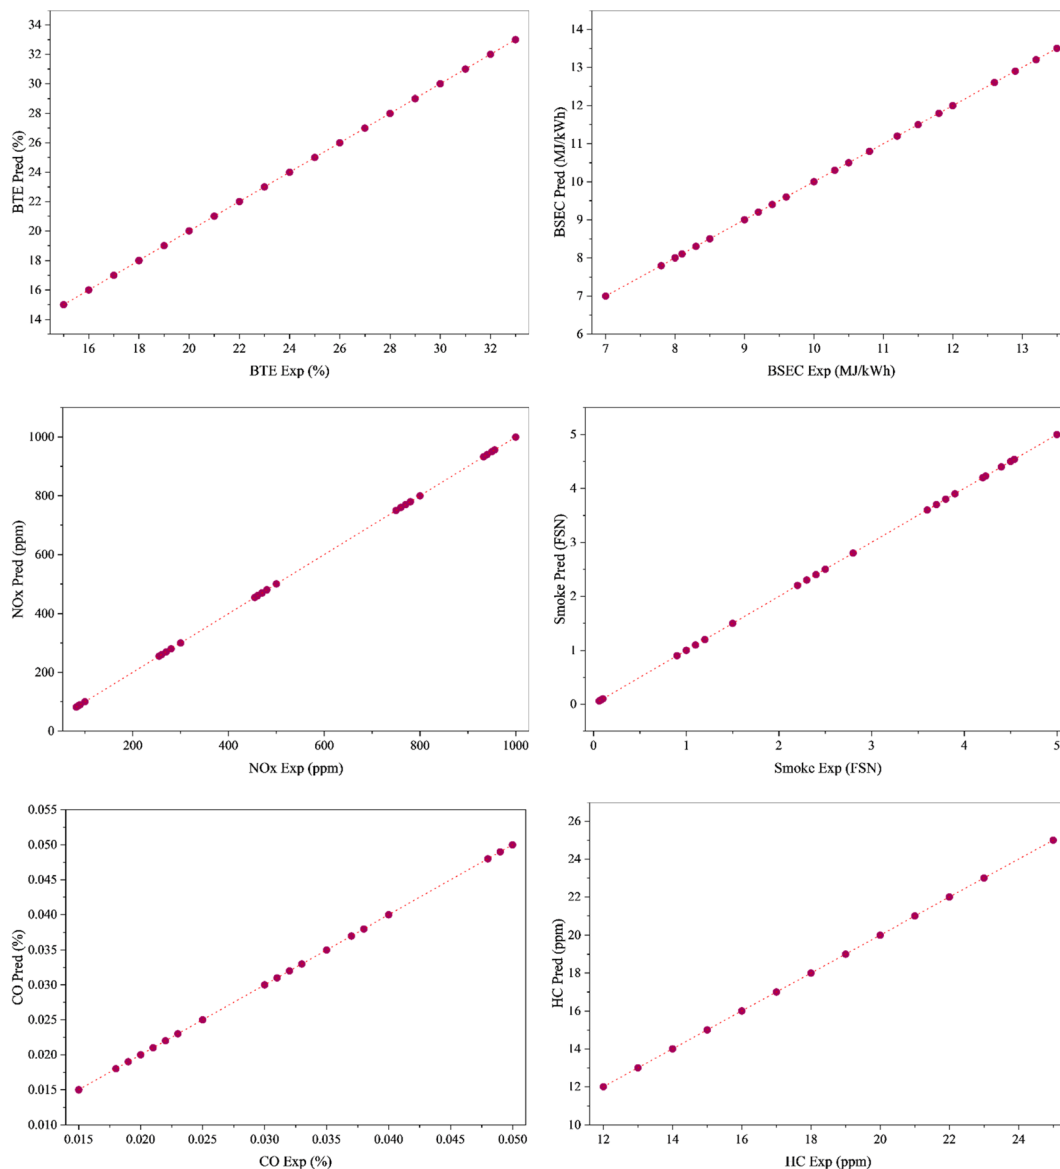 34
32
30
28
26
24
22
20
18
16
14
BTE Pred (%)
16 18 20 22 24 26 28 30 32
BTE Exp (%)
14
13
12
11
10
9
8
7
6
BSEC Pred (MJ/kWh)
7 8 9 10 11 12 13
BSEC Exp (MJ/kWh)
1000
800
600
400
200
0
NOx Pred (ppm)
200 400 600 800 1000
NOx Exp (ppm)
5
4
3
2
1
0
Smoke Pred (FSN)
0 1 2 3 4 5
Smoke Exp (FSN)
0.055
0.050
0.045
0.040
0.035
0.030
0.025
0.020
0.015
0.010
CO Pred (%)
0.015 0.020 0.025 0.030 0.035 0.040 0.045 0.050
CO Exp (%)
26
24
22
20
18
16
14
12
10
HC Pred (ppm)
12 14 16 18 20 22 24
HC Exp (ppm)